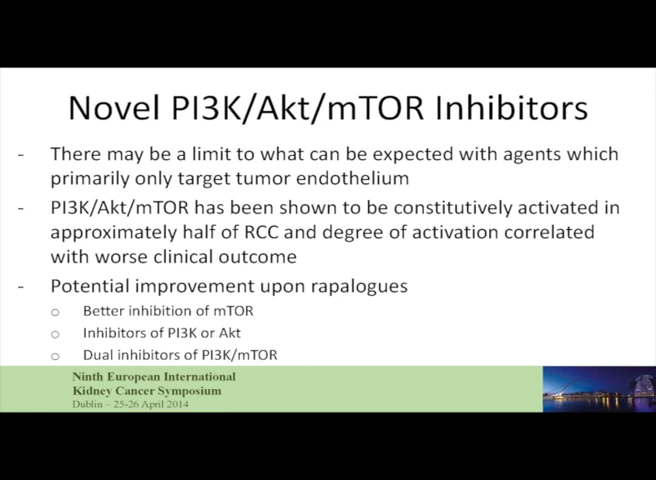 Novel PI3K/Akt/mTOR Inhibitors
- There may be a limit to what can be expected with agents which
primarily only target tumor endothelium
- PI3K/Akt/mTOR has been shown to be constitutively activated in
approximately half of RCC and degree of activation correlated
with worse clinical outcome
- Potential improvement upon rapalogues
o Better inhibition of mTOR
o Inhibitors of PI3K or Akt
o Dual inhibitors of PI3K/mTOR
Ninth European International
Kidney Cancer Symposium
Dublin – 25-26 April 2014